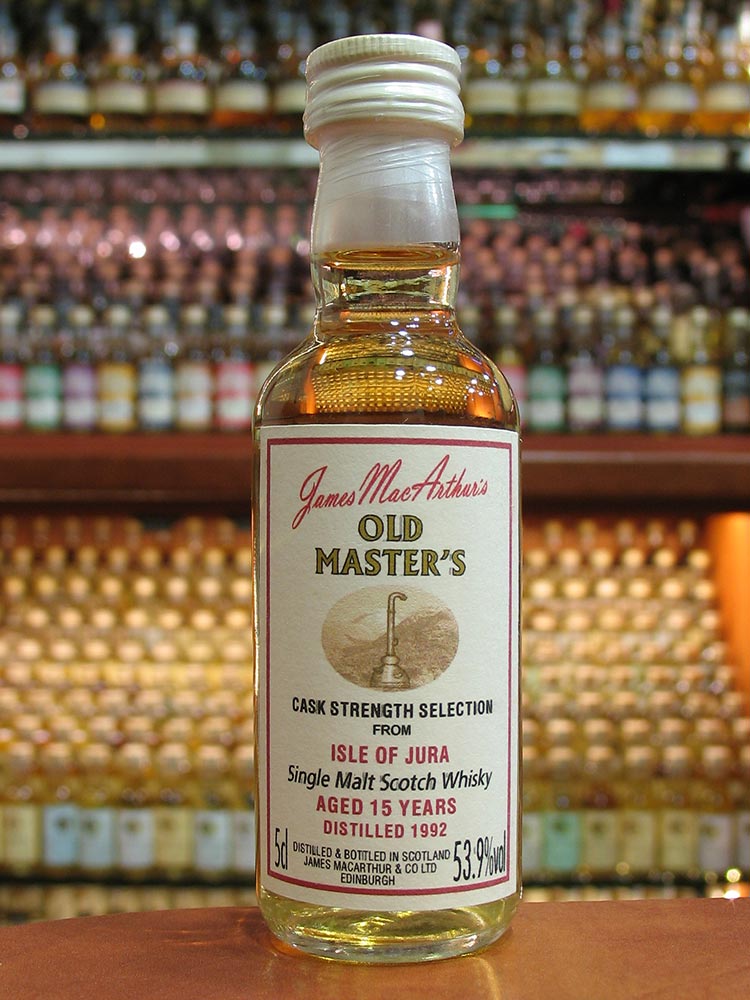 James MacArthur's
OLD
MASTER'S
CASK STRENGTH SELECTION
FROM
ISLE OF JURA
Single Malt Scotch Whisky
AGED 15 YEARS
DISTILLED 1992
5cl DISTILLED & BOTTLED IN SCOTLAND 53.9%vol
JAMES MACARTHUR & CO LTD
EDINBURGH